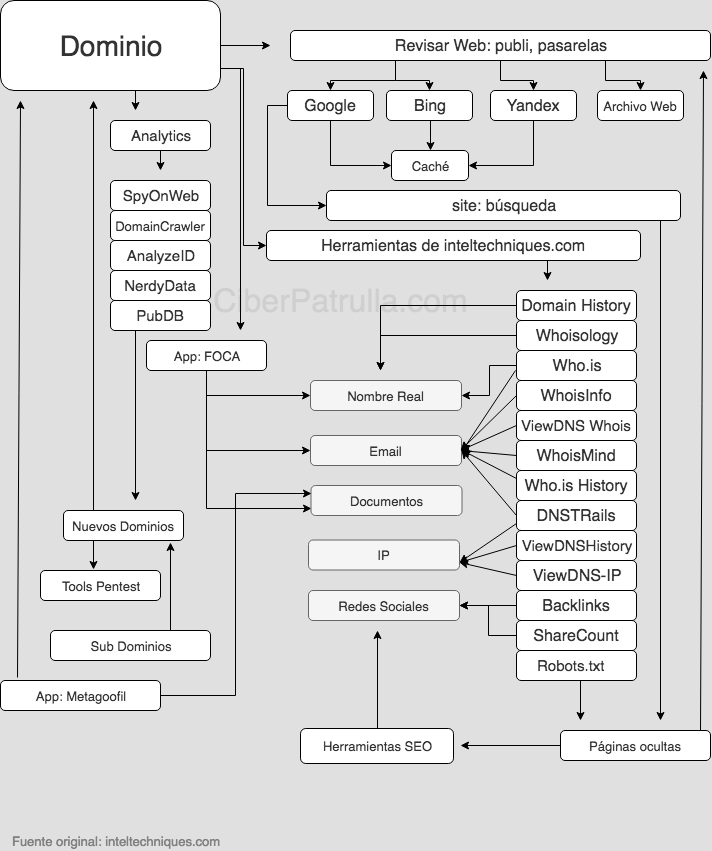 Dominio
Revisar Web: publi, pasarelas
Google
Bing
Yandex
Archivo Web
Analytics
Caché
SpyOnWeb
DomainCrawler
AnalyzeID
NerdyData
PubDB
site: búsqueda
Herramientas de inteltechniques.com
CiberPatrulla.com
App: FOCA
Domain History
Whoisology
Who.is
WhoisInfo
ViewDNS Whois
WhoisMind
Who.is History
DNSTRails
ViewDNSHistory
ViewDNS-IP
Backlinks
ShareCount
Robots.txt
Nombre Real
Email
Documentos
IP
Redes Sociales
Nuevos Dominios
Tools Pentest
Sub Dominios
App: Metagoofil
Herramientas SEO
Páginas ocultas
Fuente original: inteltechniques.com